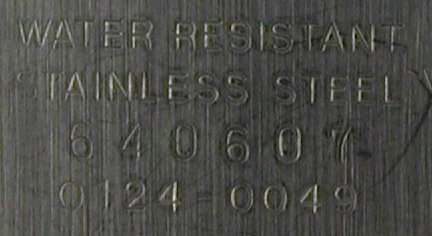 WATER RESISTANT
STAINLESS STEEL
640607
0124-0049